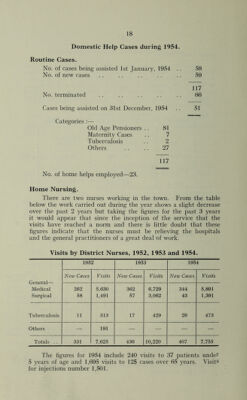 18
Domestic Help Cases during 1954.
Routine Cases.
No. of cases being assisted 1st January, 1954 .. 58
No. of new cases .. .. .. .. .. 59
117
No. terminated .. .. .. .. .. 66
Cases being assisted on 31st December, 1954 .. 51
Categories :—
Old Age Pensioners .. 81
Maternity Cases .. 7
Tuberculosis .. 2
Others .. .. 27
117
No. of home helps employed—23.
Home Nursing.
There are two nurses working in the town. From the table
below the work carried out during the year shows a slight decrease
over the past 2 years but taking the figures for the past 3 years
it would appear that since the inception of the service that the
visits have reached a norm and there is little doubt that these
figures indicate that the nurses must be relieving the hospitals
and the general practitioners of a great deal of work.
Visits by District Nurses, 1952, 1953 and 1954.
1952 1953 1954
New Cases Visits New Cases Visits New Cases Visits
General—
Medical 262 5,630 362 6,729 344 5,891
Surgical 58 1,491 57 3,062 43 1,391
Tuberculosis 11 313 17 429 20 473
Others — 191 — — — —
Totals .. 331 7,625 436 10,220 407 7,755
The figures for 1954 include 240 visits to 37 patients under
5 years of age and 1,695 visits to 125 cases over 65 years. Visits
for injections number 1,501.